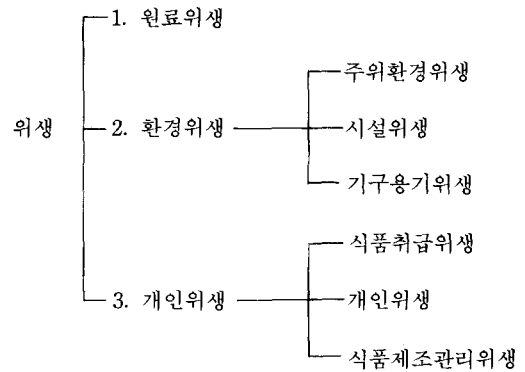 1. 원료위생
주위환경위생
위생 2. 환경위생 시설위생
기구용기위생
식품취급위생
3. 개인위생 개인위생
식품제조관리위생